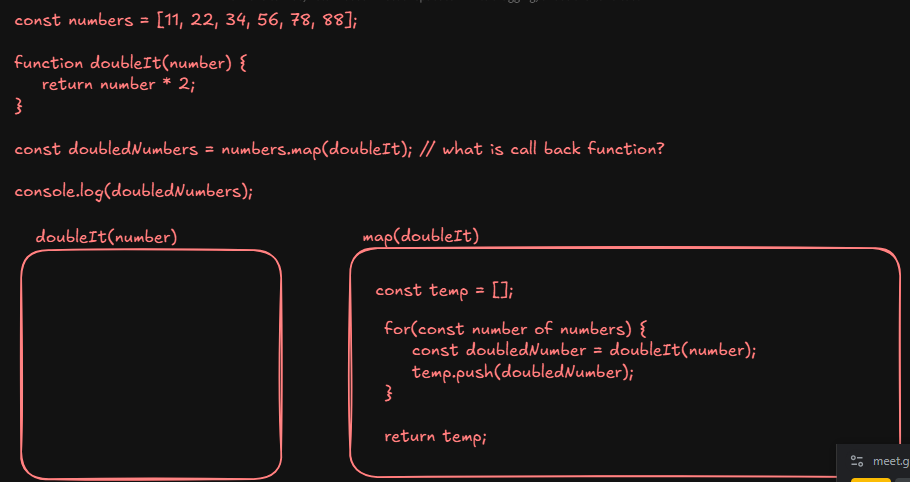 const numbers = [11, 22, 34, 56, 78, 88];
function doubleIt(number) {
return number * 2;
}
const doubledNumbers = numbers.map(doubleIt); // what is call back function?
console.log(doubledNumbers);
doubleIt(number)
map(doubleIt)
const temp = [];
for(const number of numbers) {
const doubledNumber = doubleIt(number);
temp.push(doubledNumber);
}
return temp;
meet.g